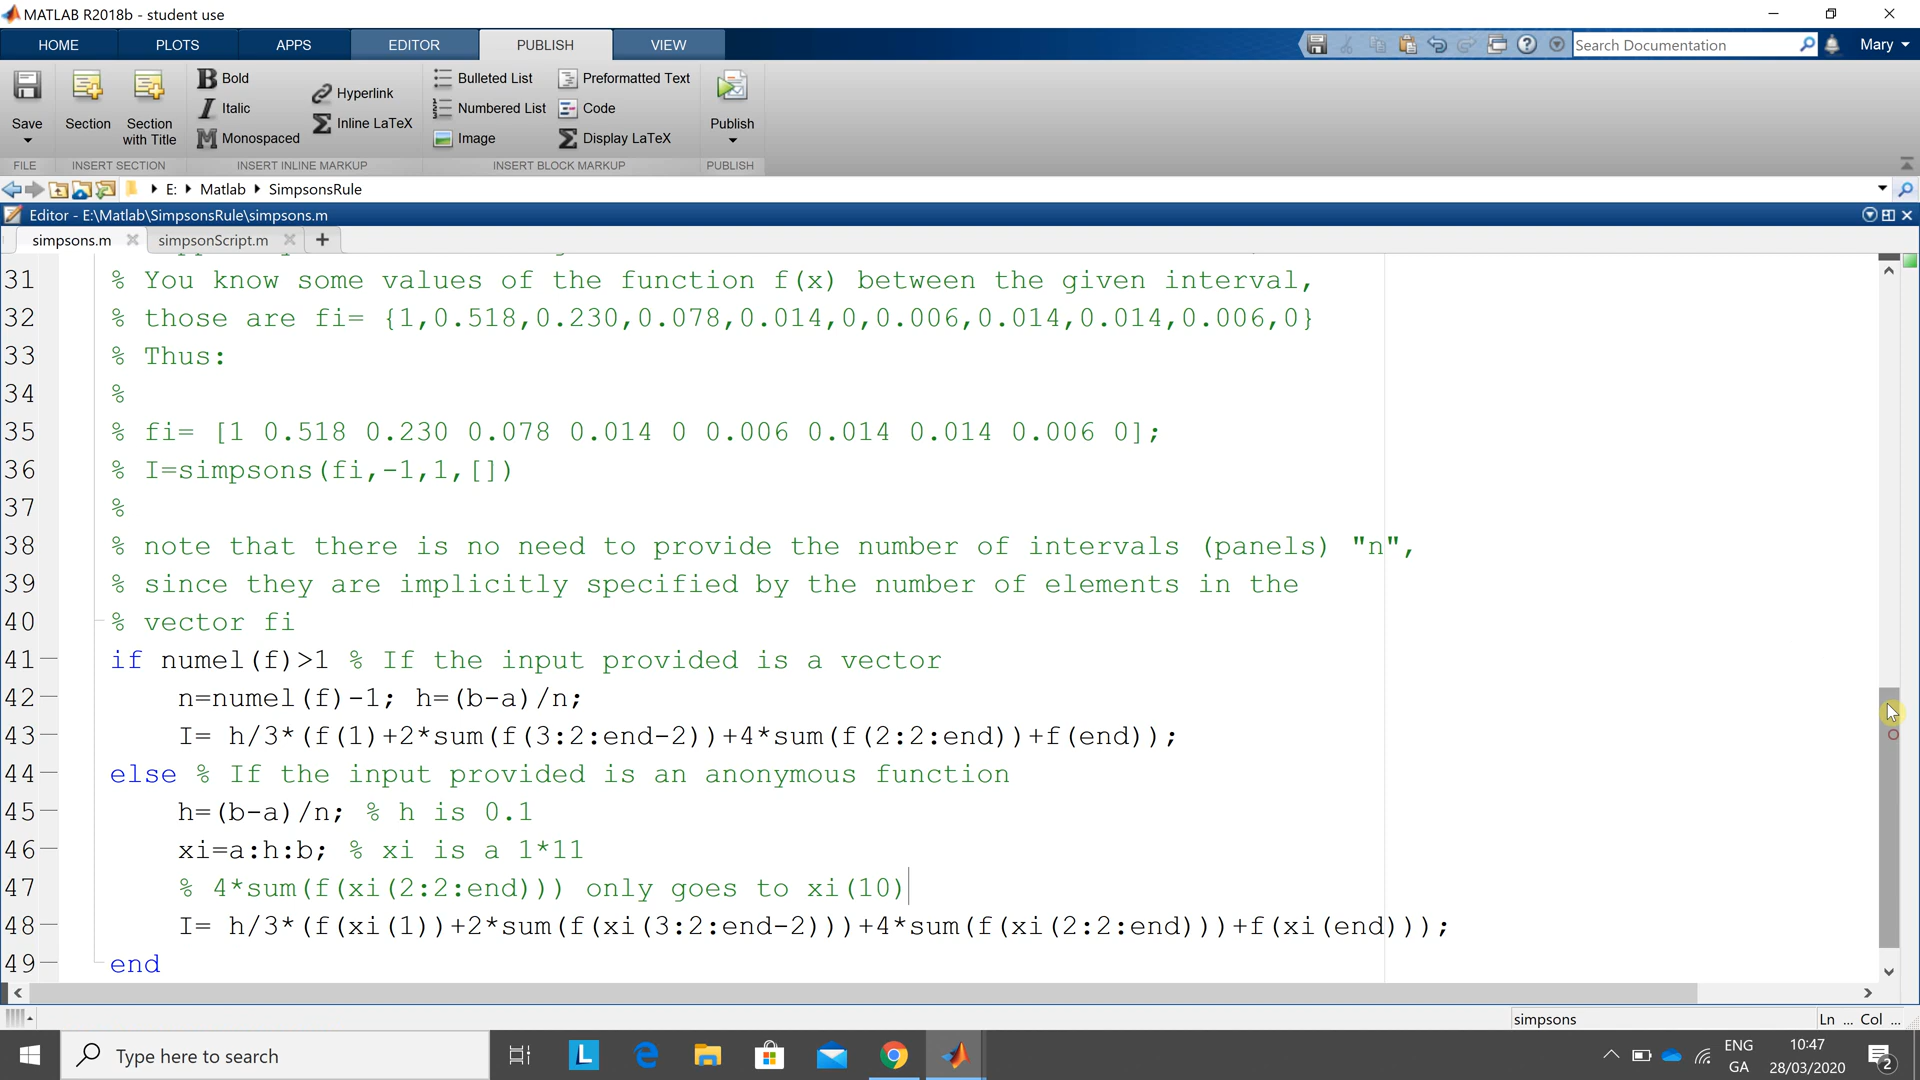 MATLAB R2018b - student use
HOME PLOTS APPS EDITOR PUBLISH VIEW
Search Documentation
Mary
Save
Section
Section with Title
Bold
Italic
Monospaced
Hyperlink
Inline LaTeX
Bulleted List
Numbered List
Image
Preformatted Text
Code
Display LaTeX
Publish
FILE INSERT SECTION INSERT INLINE MARKUP INSERT BLOCK MARKUP PUBLISH
E: Matlab SimpsonsRule
Editor - E:\Matlab\SimpsonsRule\simpsons.m
simpsons.m simpsonScript.m
31 % You know some values of the function f(x) between the given interval,
32 % those are fi= {1,0.518,0.230,0.078,0.014,0,0.006,0.014,0.014,0.006,0}
33 % Thus:
34 %
35 % fi= [1 0.518 0.230 0.078 0.014 0 0.006 0.014 0.014 0.006 0];
36 % I=simpsons(fi,-1,1,[])
37 %
38 % note that there is no need to provide the number of intervals (panels) "n",
39 % since they are implicitly specified by the number of elements in the
40 % vector fi
41 if numel(f)>1 % If the input provided is a vector
42 n=numel(f)-1; h=(b-a)/n;
43 I= h/3*(f(1)+2*sum(f(3:2:end-2))+4*sum(f(2:2:end))+f(end));
44 else % If the input provided is an anonymous function
45 h=(b-a)/n; % h is 0.1
46 xi=a:h:b; % xi is a 1*11
47 % 4*sum(f(xi(2:2:end))) only goes to xi(10)
48 I= h/3*(f(xi(1))+2*sum(f(xi(3:2:end-2)))+4*sum(f(xi(2:2:end)))+f(xi(end)));
49 end
simpsons
Ln ... Col ...
Type here to search
ENG
GA
10:47
28/03/2020
2